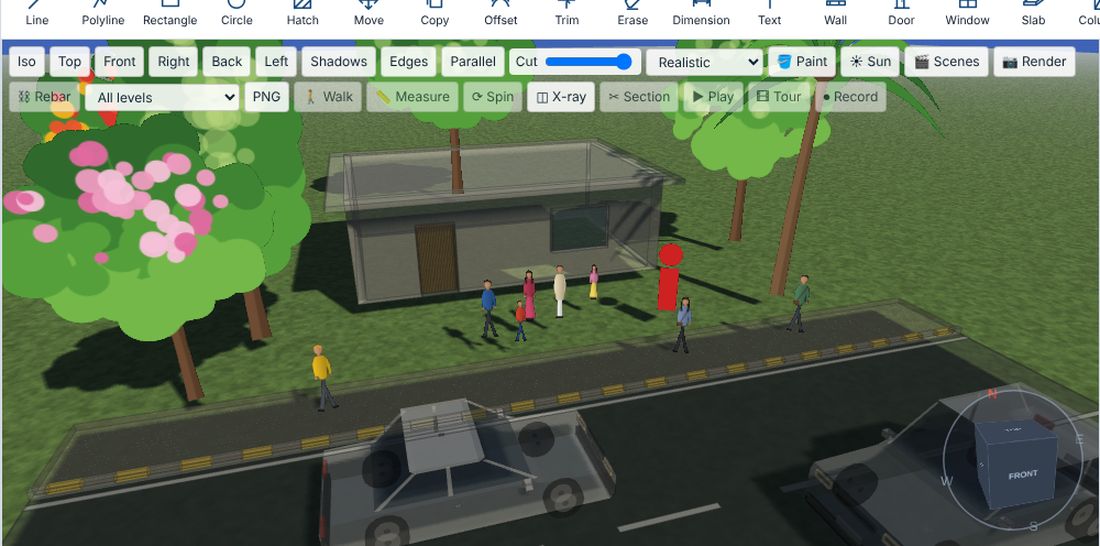 Line Polyline Rectangle Circle Hatch Move Copy Offset Trim Erase Dimension Text Wall Door Window Slab
Iso Top Front Right Back Left Shadows Edges Parallel Cut Realistic Paint Sun Scenes Render
Rebar All levels PNG Walk Measure Spin X-ray Section Play Tour Record
N
E
FRONT
W
S